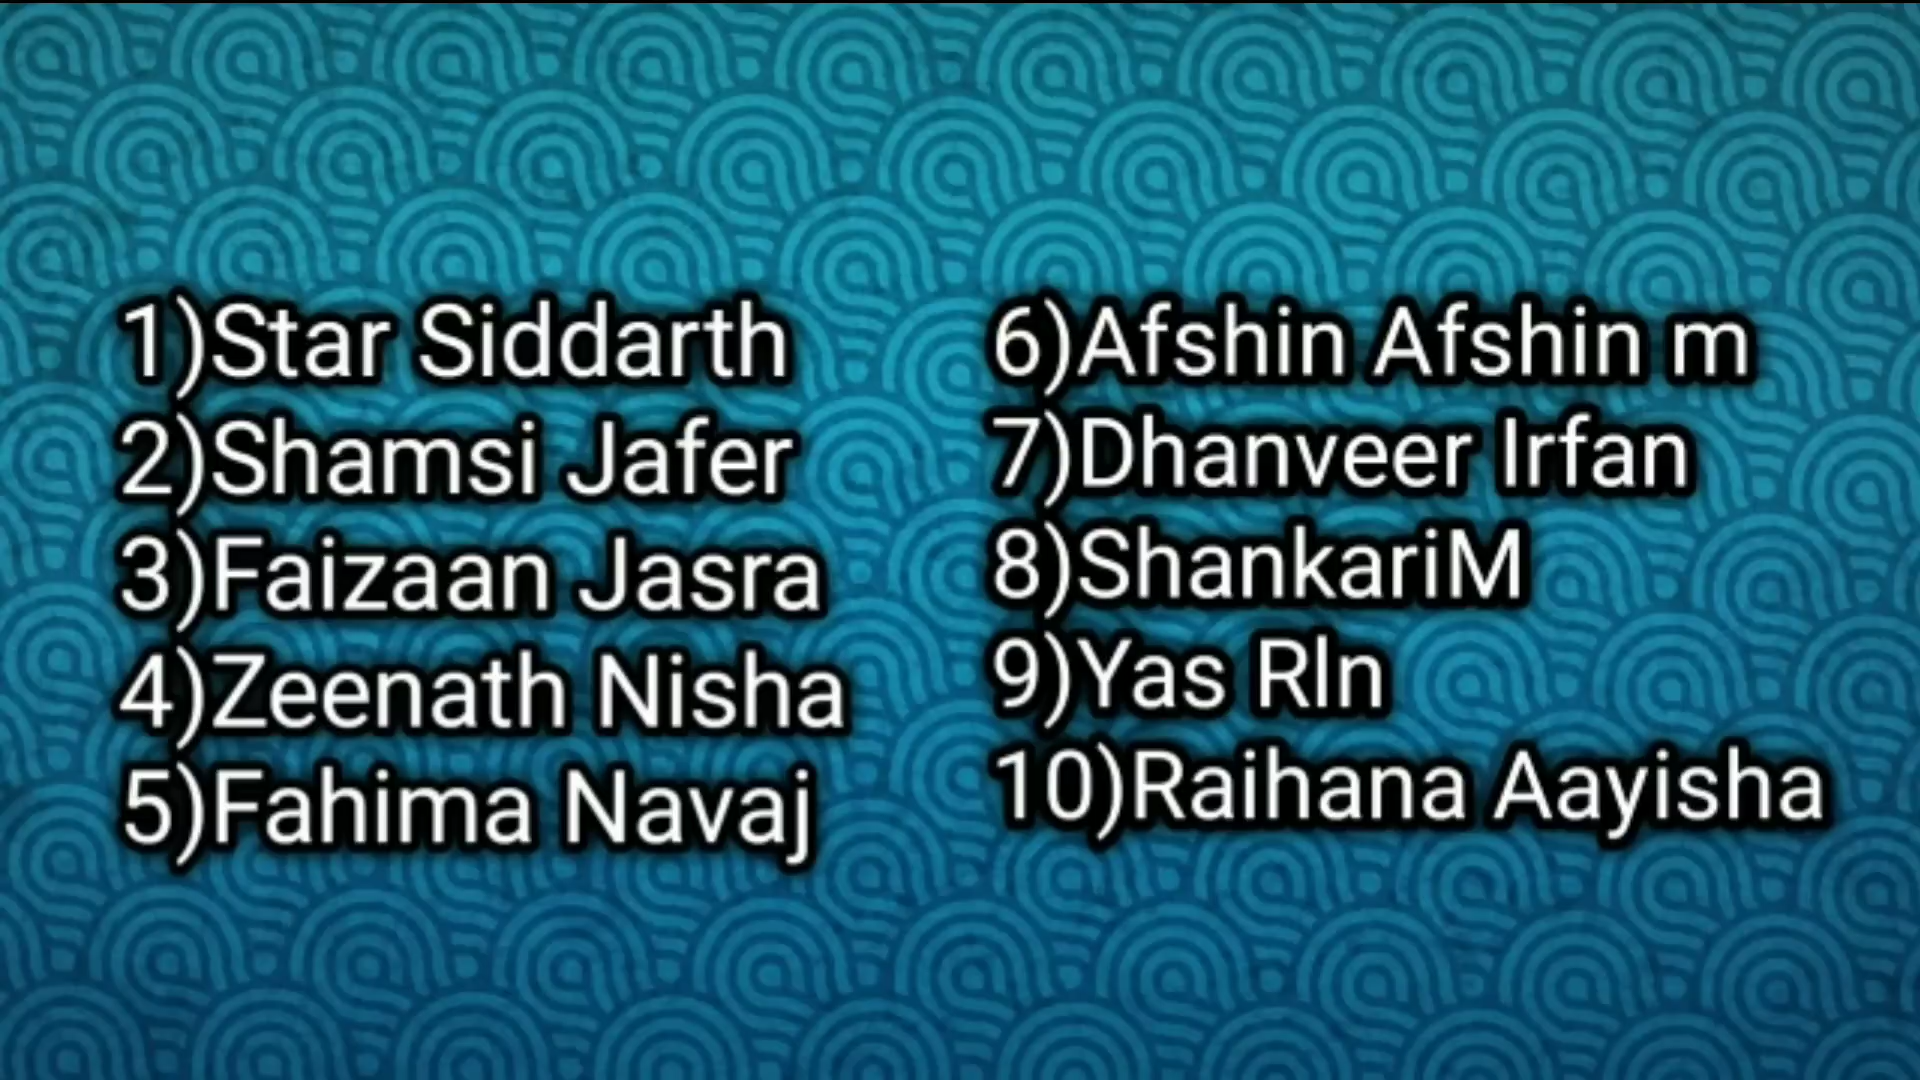 1)Star Siddarth
2)Shamsi Jafer
3)Faizaan Jasra
4)Zeenath Nisha
5)Fahima Navaj
6)Afshin Afshin m
7)Dhanveer Irfan
8)ShankariM
9)Yas Rln
10)Raihana Aayisha